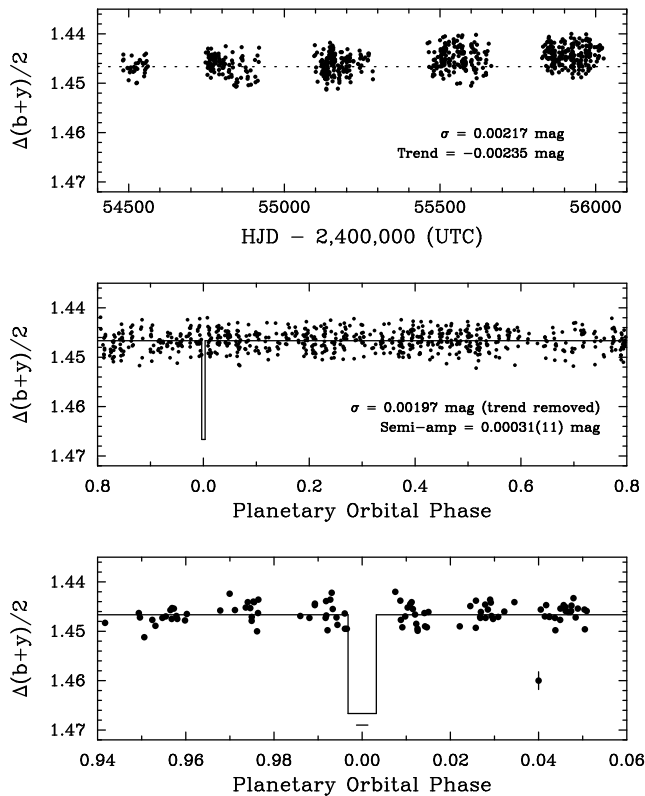 1.44
1.45
1.46
1.47
Δ(b+y)/2
σ = 0.00217 mag
Trend = −0.00235 mag
54500 55000 55500 56000
HJD − 2,400,000 (UTC)
1.44
1.45
1.46
1.47
Δ(b+y)/2
σ = 0.00197 mag (trend removed)
Semi-amp = 0.00031(11) mag
0.8 0.0 0.2 0.4 0.6 0.8
Planetary Orbital Phase
1.44
1.45
1.46
1.47
Δ(b+y)/2
0.94 0.96 0.98 0.00 0.02 0.04 0.06
Planetary Orbital Phase